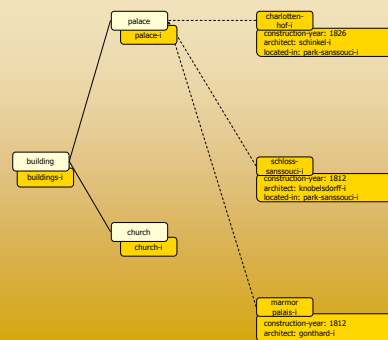 palace
palace-i
charlotten-
hof-i
construction-year: 1826
architect: schinkel-i
located-in: park-sanssouci-i
building
buildings-i
schloss-
sanssouci-i
construction-year: 1812
architect: knobelsdorff-i
located-in: park-sanssouci-i
church
church-i
marmor
palais-i
construction-year: 1812
architect: gonthard-i